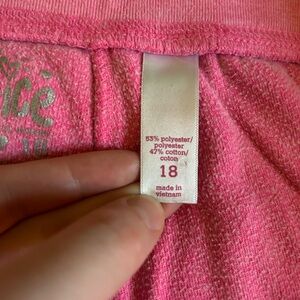 53% polyester/
polyester
47% cotton/
coton
18
made in
vietnam